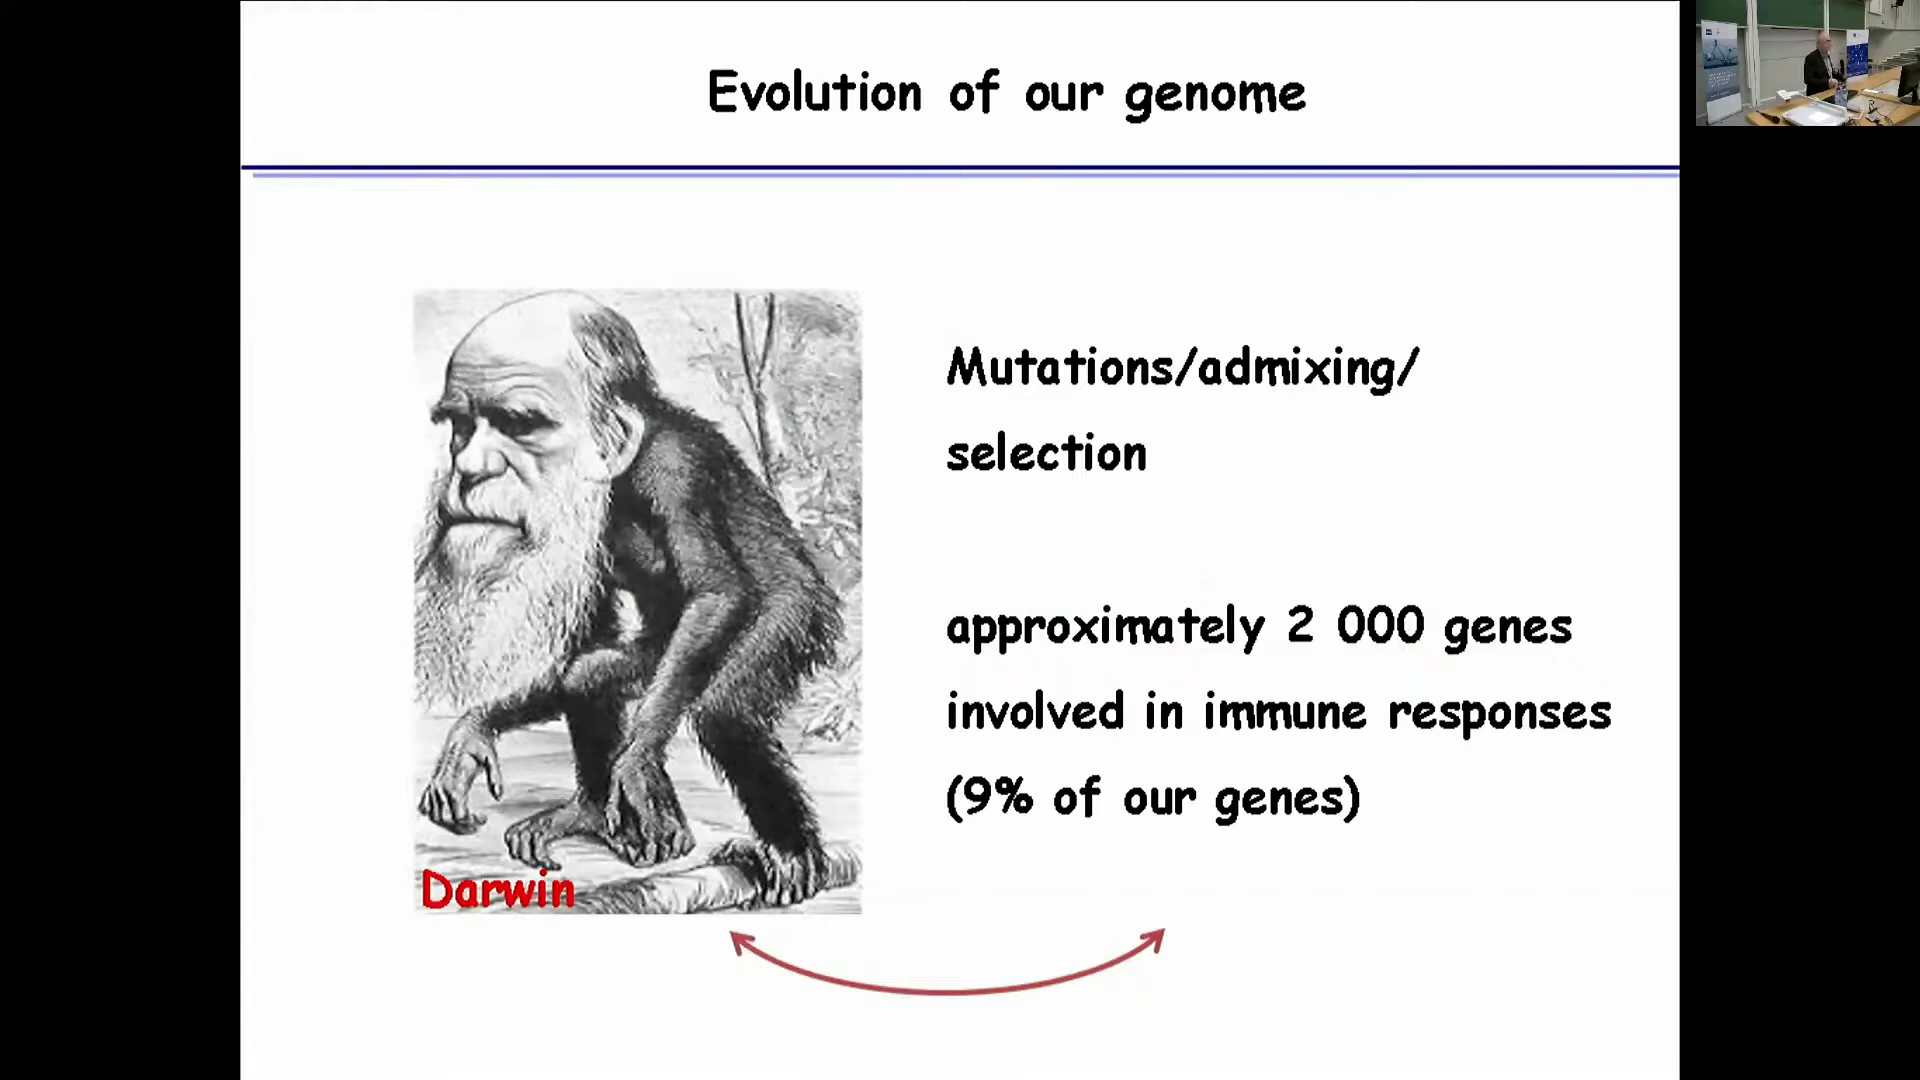 Evolution of our genome
Mutations/admixing/
selection
approximately 2 000 genes
involved in immune responses
(9% of our genes)
Darwin